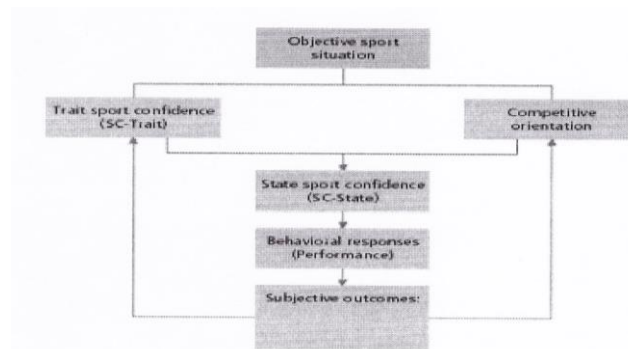 Objective sport
situation
Trait sport confidence
(SC-Trait)
Competitive
orientation
State sport confidence
(SC-State)
Behavioral responses
(Performance)
Subjective outcomes: